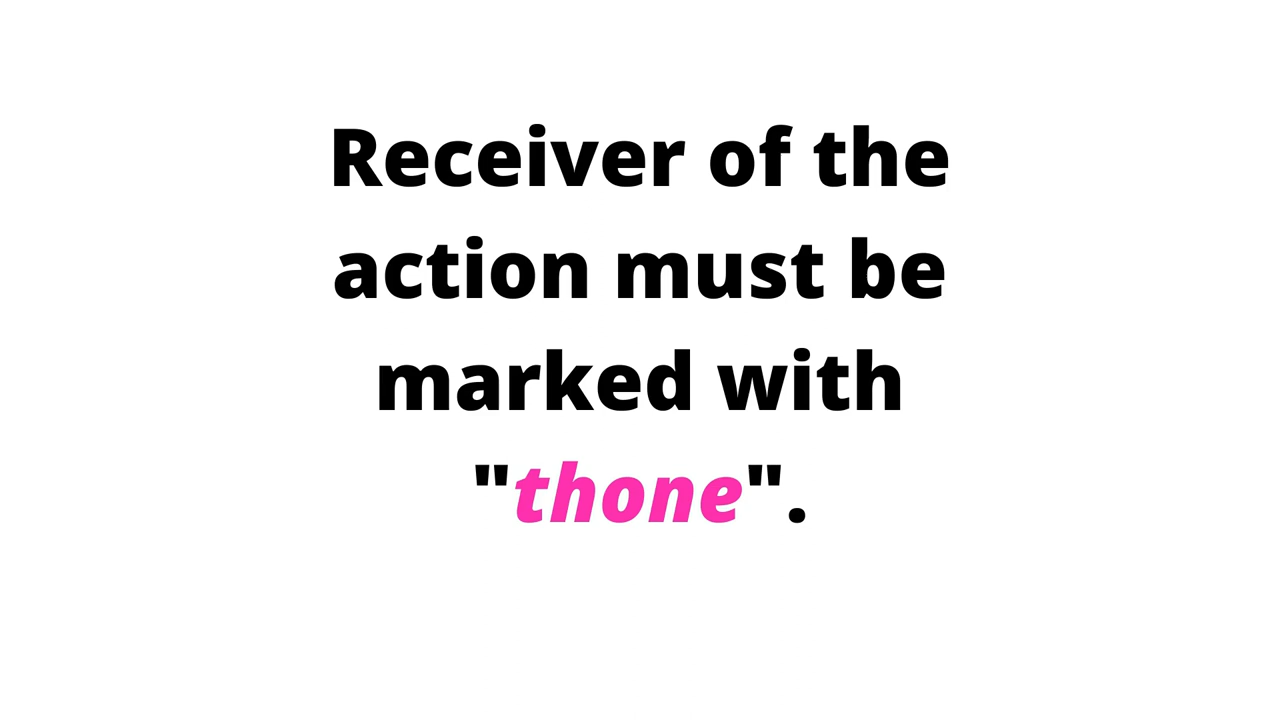 Receiver of the
action must be
marked with
"thone".